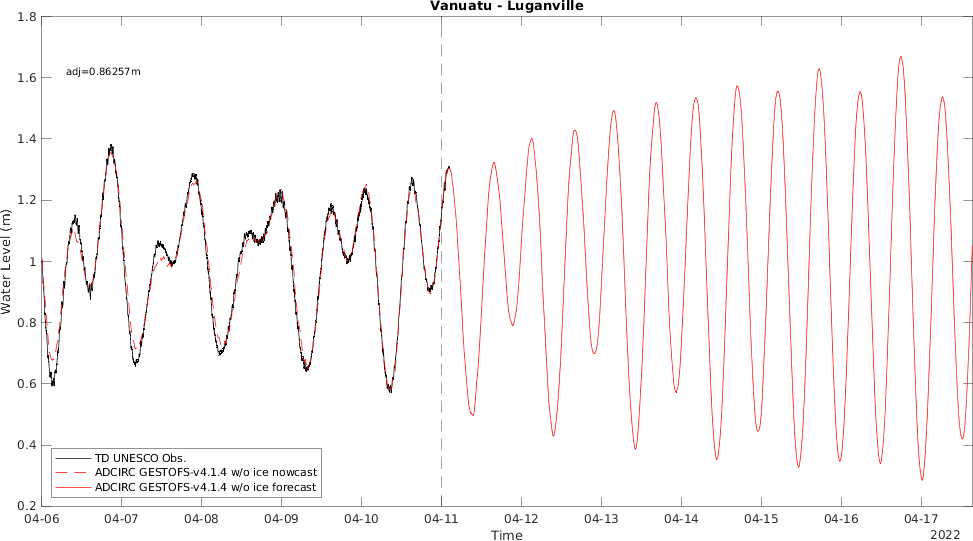 Vanuatu - Luganville
1.8
1.6
1.4
1.2
1
0.8
0.6
0.4
0.2
Water Level (m)
adj=0.86257m
TD UNESCO Obs.
ADCIRC GESTOFS-v4.1.4 w/o ice nowcast
ADCIRC GESTOFS-v4.1.4 w/o ice forecast
04-06 04-07 04-08 04-09 04-10 04-11 04-12 04-13 04-14 04-15 04-16 04-17
2022
Time